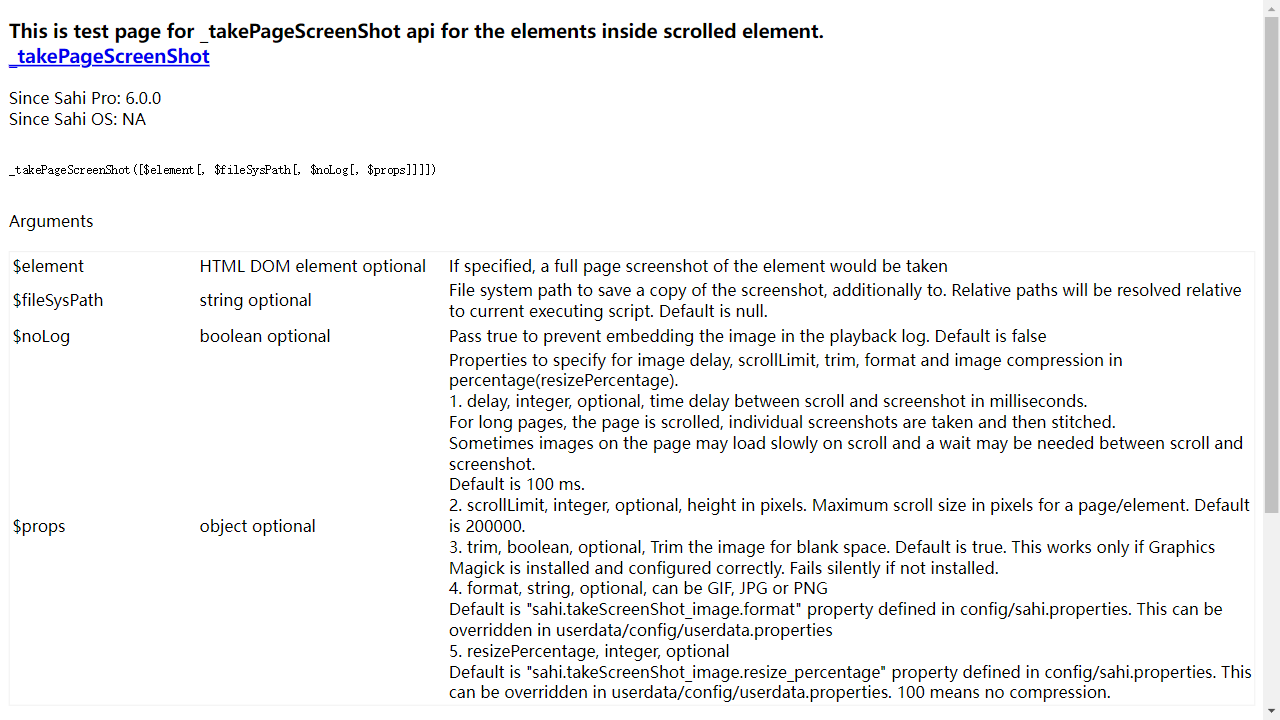 This is test page for _takePageScreenShot api for the elements inside scrolled element.
_takePageScreenShot
Since Sahi Pro: 6.0.0
Since Sahi OS: NA
_takePageScreenShot([$element[, $fileSysPath[, $noLog[, $props]]]])
Arguments
$element HTML DOM element optional If specified, a full page screenshot of the element would be taken
$fileSysPath string optional File system path to save a copy of the screenshot, additionally to. Relative paths will be resolved relative
to current executing script. Default is null.
$noLog boolean optional Pass true to prevent embedding the image in the playback log. Default is false
$props object optional Properties to specify for image delay, scrollLimit, trim, format and image compression in
percentage(resizePercentage).
1. delay, integer, optional, time delay between scroll and screenshot in milliseconds.
For long pages, the page is scrolled, individual screenshots are taken and then stitched.
Sometimes images on the page may load slowly on scroll and a wait may be needed between scroll and
screenshot.
Default is 100 ms.
2. scrollLimit, integer, optional, height in pixels. Maximum scroll size in pixels for a page/element. Default
is 200000.
3. trim, boolean, optional, Trim the image for blank space. Default is true. This works only if Graphics
Magick is installed and configured correctly. Fails silently if not installed.
4. format, string, optional, can be GIF, JPG or PNG
Default is "sahi.takeScreenShot_image.format" property defined in config/sahi.properties. This can be
overridden in userdata/config/userdata.properties
5. resizePercentage, integer, optional
Default is "sahi.takeScreenShot_image.resize_percentage" property defined in config/sahi.properties. This
can be overridden in userdata/config/userdata.properties. 100 means no compression.